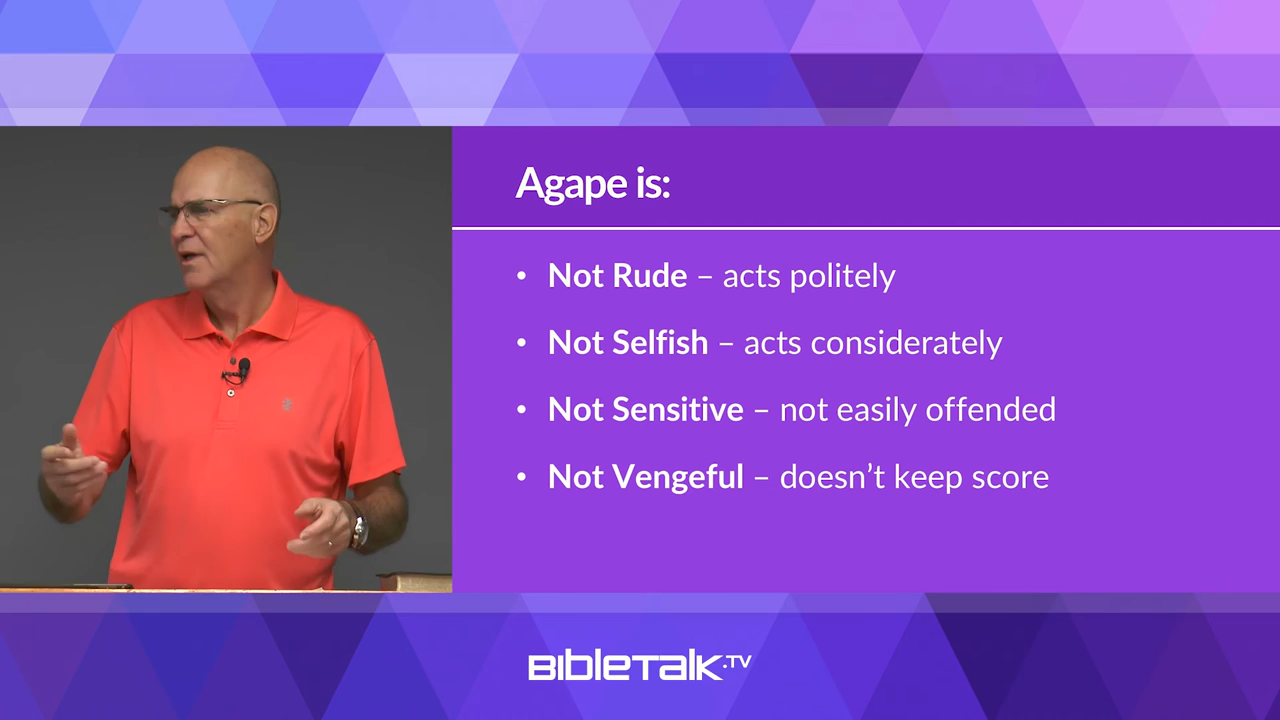 Agape is:
• Not Rude – acts politely
• Not Selfish – acts considerately
• Not Sensitive – not easily offended
• Not Vengeful – doesn’t keep score
BIBLETALK.TV